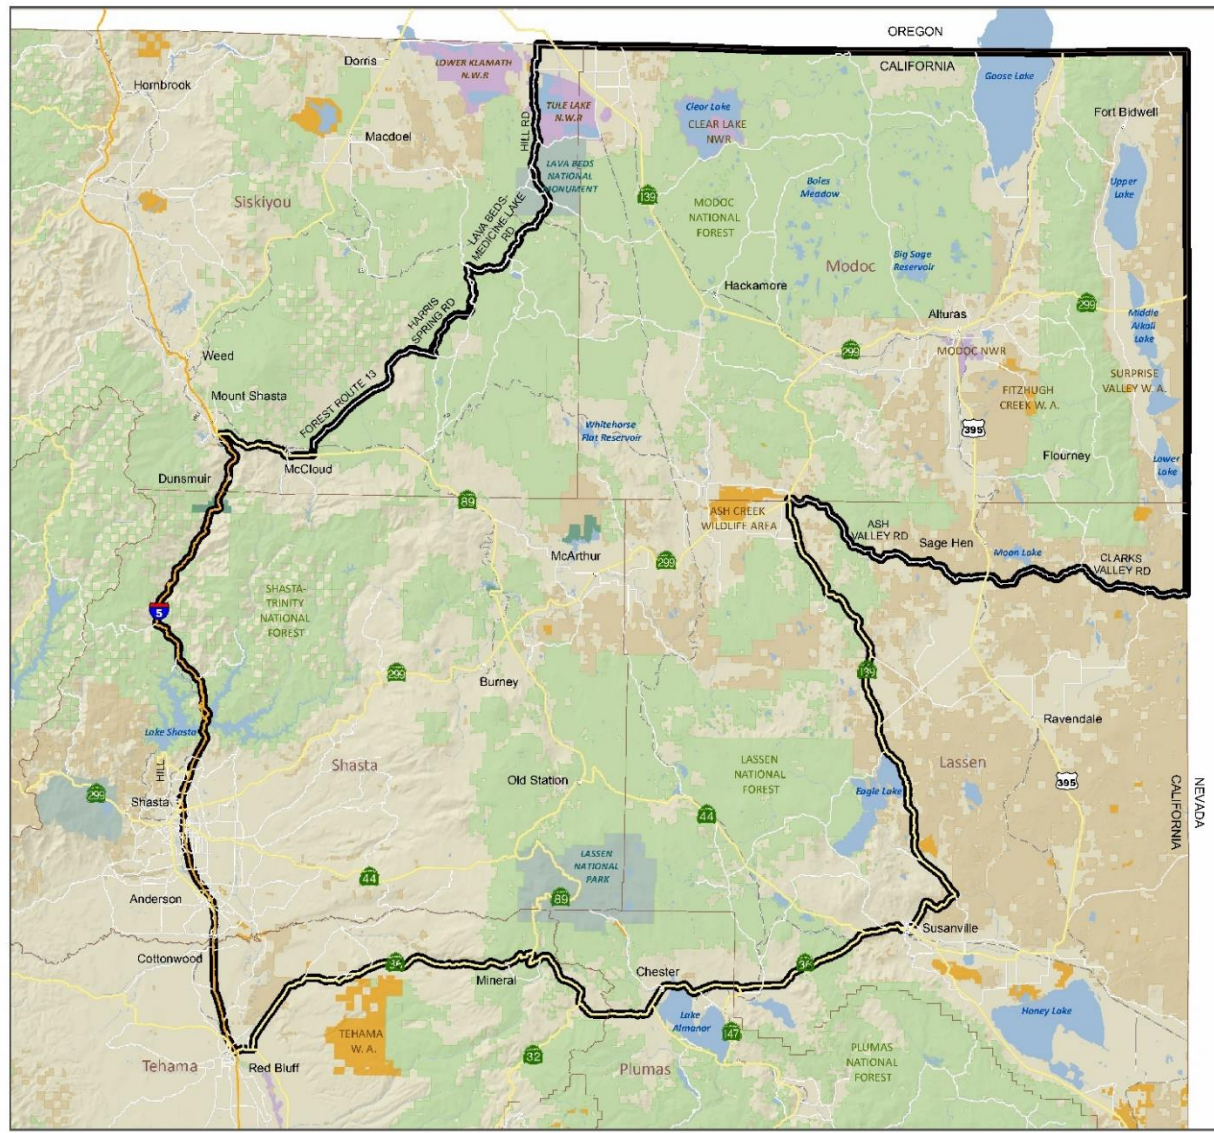 OREGON
CALIFORNIA
Dorris
LOWER KLAMATH
N.W.R
Goose Lake
Hornbrook
TULE LAKE
N.W.R
Clear Lake
CLEAR LAKE
NWR
Fort Bidwell
HILL RD
Macdoel
LAVA BEDS
NATIONAL
MONUMENT
139
Boles
Meadow
Upper
Lake
Siskiyou
MODOC
NATIONAL
FOREST
LAVA BEDS-
MEDICINE LAKE
RD
Big Sage
Reservoir
Modoc
Hackamore
299
HARRIS
SPRING RD
Alturas
Middle
Alkali
Lake
Weed
299
MODOC NWR
SURPRISE
VALLEY W. A.
FITZHUGH
CREEK W. A.
FOREST ROUTE 13
Mount Shasta
395
Whitehorse
Flat Reservoir
McCloud
Dunsmuir
Flourney
Lower
Lake
89
ASH CREEK
WILDLIFE AREA
ASH
VALLEY RD
Sage Hen
Moon Lake
CLARKS
VALLEY RD
McArthur
299
SHASTA-
TRINITY
NATIONAL
FOREST
5
299
Burney
139
Lake Shasta
Ravendale
HILL
Shasta
LASSEN
NATIONAL
FOREST
Lassen
Old Station
395
NEVADA
CALIFORNIA
299
Shasta
Eagle Lake
44
LASSEN
NATIONAL
PARK
44
89
Anderson
Susanville
Cottonwood
36
36
Mineral
Chester
Lake
Almanor
Honey Lake
TEHAMA
W. A.
147
32
Tehama
Red Bluff
Plumas
PLUMAS
NATIONAL
FOREST